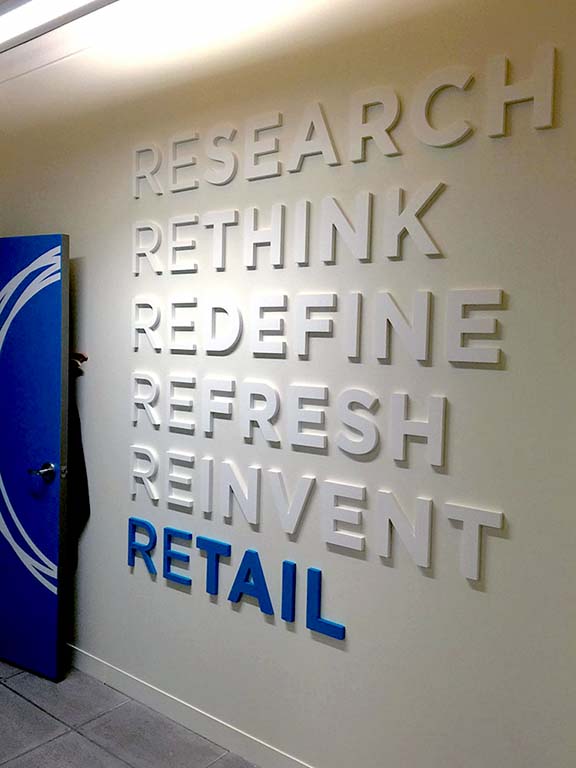 RESEARCH
RETHINK
REDEFINE
REFRESH
REINVENT
RETAIL